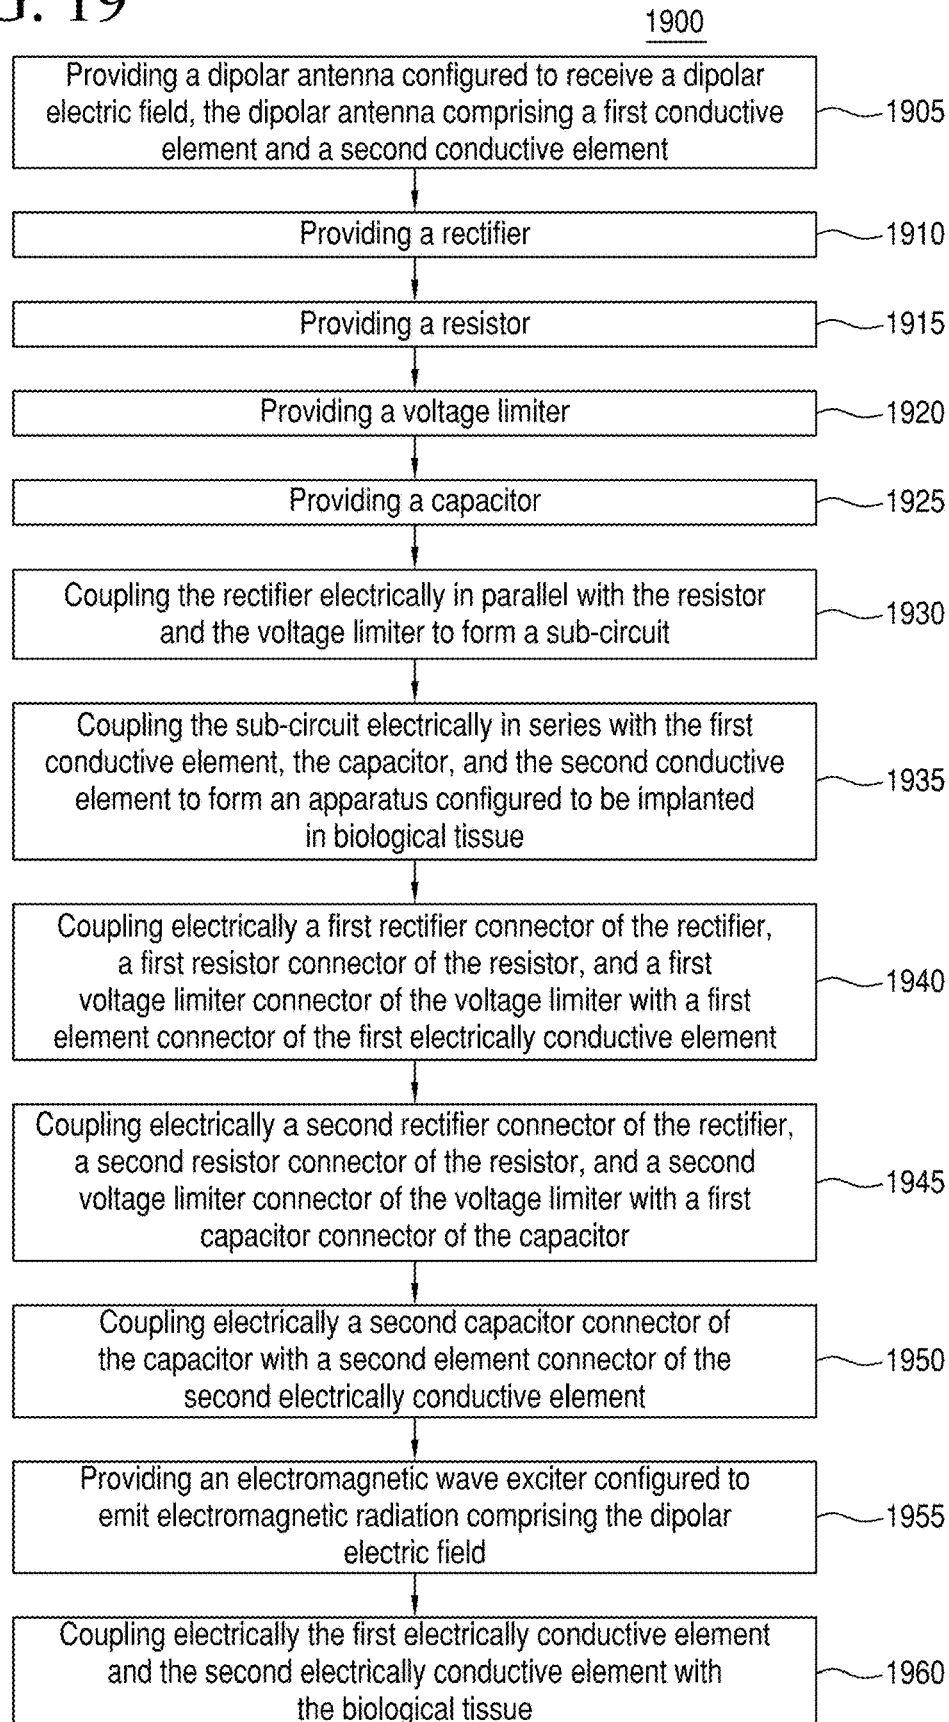 G. 19
1900
Providing a dipolar antenna configured to receive a dipolar
electric field, the dipolar antenna comprising a first conductive
element and a second conductive element
1905
Providing a rectifier
1910
Providing a resistor
1915
Providing a voltage limiter
1920
Providing a capacitor
1925
Coupling the rectifier electrically in parallel with the resistor
and the voltage limiter to form a sub-circuit
1930
Coupling the sub-circuit electrically in series with the first
conductive element, the capacitor, and the second conductive
element to form an apparatus configured to be implanted
in biological tissue
1935
Coupling electrically a first rectifier connector of the rectifier,
a first resistor connector of the resistor, and a first
voltage limiter connector of the voltage limiter with a first
element connector of the first electrically conductive element
1940
Coupling electrically a second rectifier connector of the rectifier,
a second resistor connector of the resistor, and a second
voltage limiter connector of the voltage limiter with a first
capacitor connector of the capacitor
1945
Coupling electrically a second capacitor connector of
the capacitor with a second element connector of the
second electrically conductive element
1950
Providing an electromagnetic wave exciter configured to
emit electromagnetic radiation comprising the dipolar
electric field
1955
Coupling electrically the first electrically conductive element
and the second electrically conductive element with
the biological tissue
1960